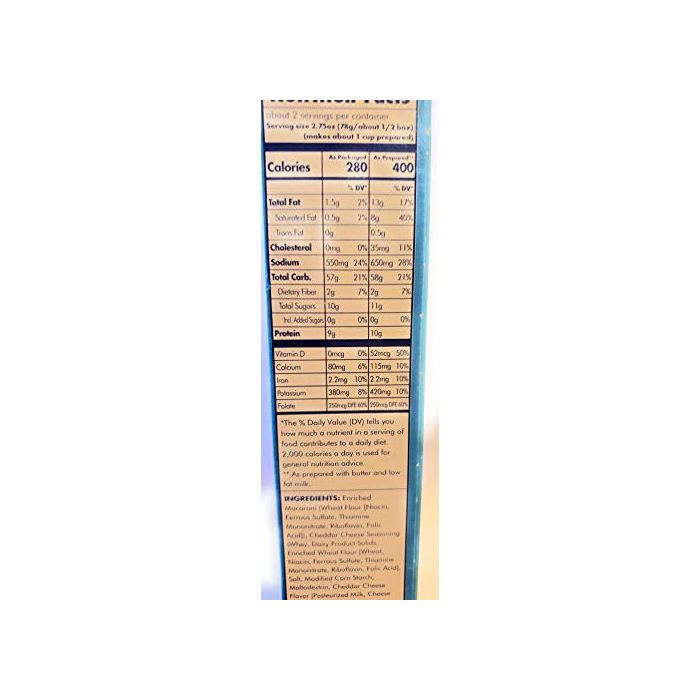 Nutrition Facts
about 2 servings per container
Serving size 2.75oz (78g/about 1/2 box)
(makes about 1 cup prepared)
As Packaged As Prepared**
Calories 280 400
% DV* % DV*
Total Fat 1.5g 2% 13g 17%
Saturated Fat 0.5g 2% 8g 40%
Trans Fat 0g 0.5g
Cholesterol 0mg 0% 35mg 11%
Sodium 550mg 24% 650mg 28%
Total Carb. 57g 21% 58g 21%
Dietary Fiber 2g 7% 2g 7%
Total Sugars 10g 11g
Incl. Added Sugars 0g 0% 0g 0%
Protein 9g 10g
Vitamin D 0mcg 0% 52mcg 50%
Calcium 80mg 6% 115mg 10%
Iron 2.2mg 10% 2.2mg 10%
Potassium 380mg 8% 420mg 10%
Folate 250mcg DFE 60% 250mcg DFE 60%
*The % Daily Value (DV) tells you
how much a nutrient in a serving of
food contributes to a daily diet.
2,000 calories a day is used for
general nutrition advice.
** As prepared with butter and low
fat milk.
INGREDIENTS: Enriched
Macaroni (Wheat Flour [Niacin,
Ferrous Sulfate, Thiamine
Mononitrate, Riboflavin, Folic
Acid]), Cheddar Cheese Seasoning
(Whey, Dairy Product Solids,
Enriched Wheat Flour [Wheat,
Niacin, Ferrous Sulfate, Thiamine
Mononitrate, Riboflavin, Folic Acid],
Salt, Modified Corn Starch,
Maltodextrin, Cheddar Cheese
Flavor [Pasteurized Milk, Cheese